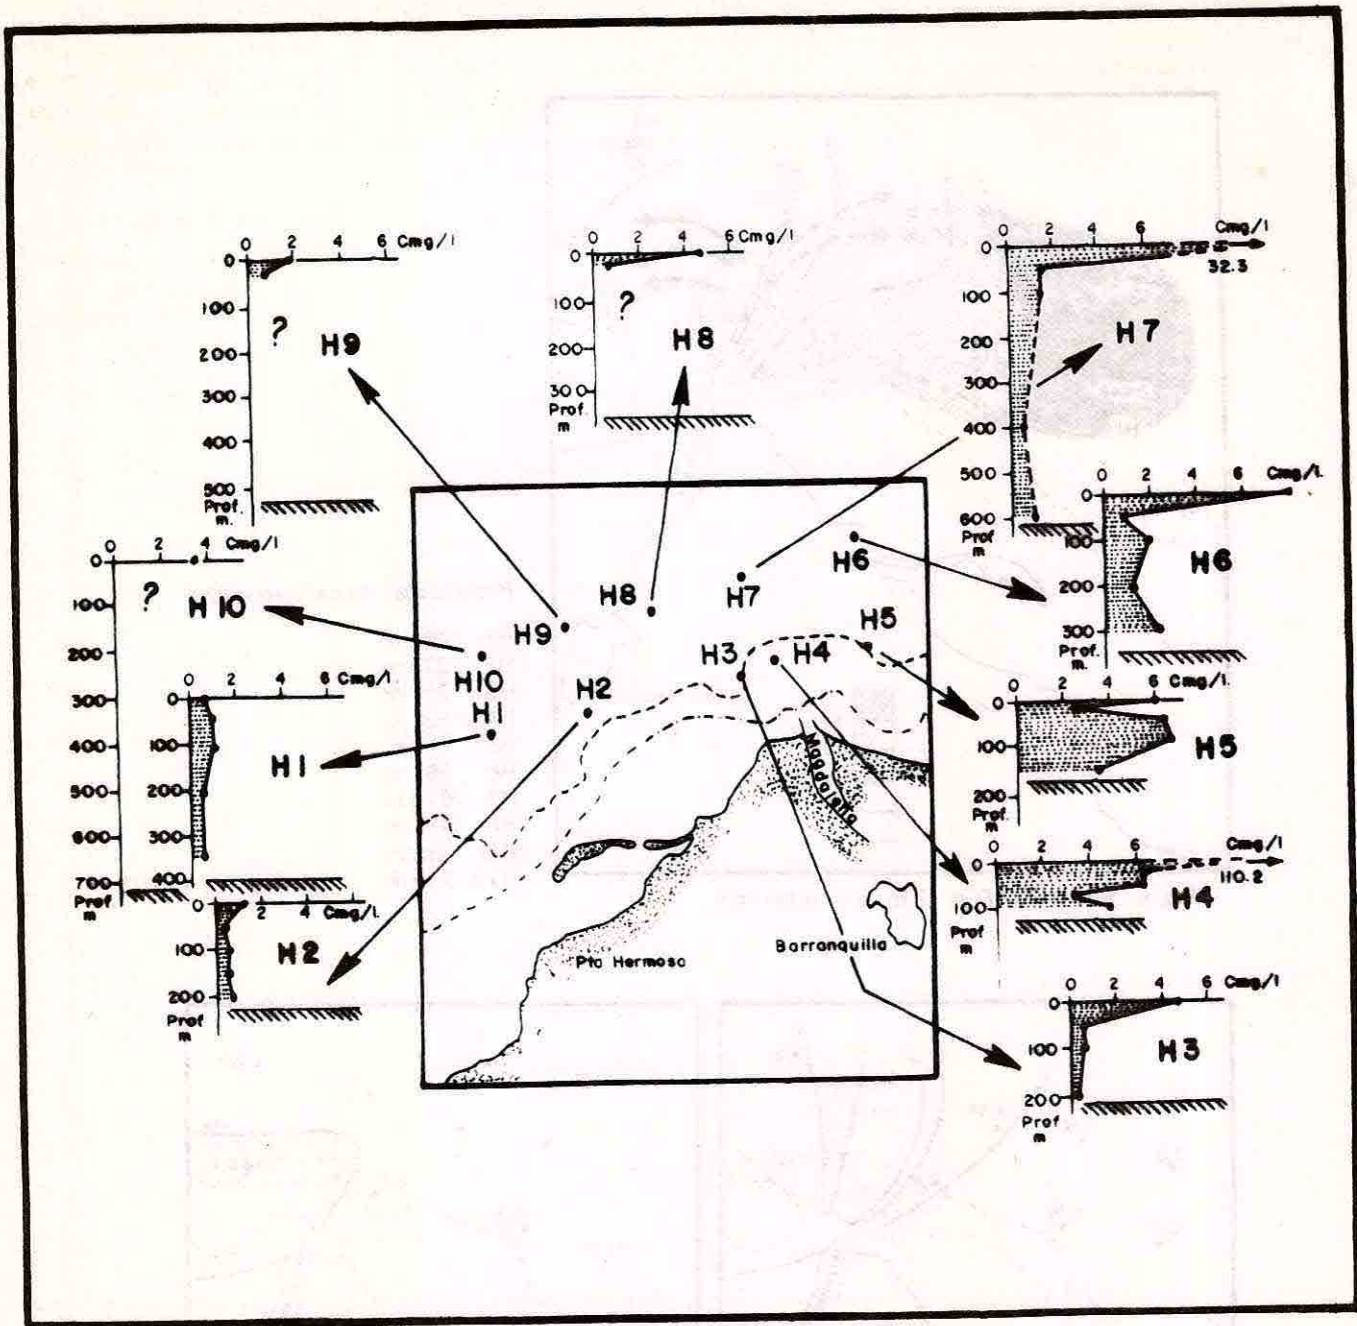 0 2 4 6 Cmg/l
0
100
200
300
400
500
Prof.
m.
?
H9
0 2 4 6 Cmg/l
0
100
200
300
Prof.
m
?
H8
0 2 4 6 Cmg/l
32.3
0
100
200
300
400
500
600
Prof
m
H7
0 2 4 6 Cmg/l.
0
100
200
300
Prof.
m
H6
0 2 4 Cmg/l
0
100
200
300
400
500
600
700
Prof
m
?
H10
0 2 4 6 Cmg/l.
0
100
200
300
400
H1
0 2 4 6 Cmg/l.
0
100
200
Prof
m
H2
0 2 4 6 Cmg/l.
0
100
200
Prof
m
H5
0 2 4 6 Cmg/l
110.2
0
100
Prof
m
H4
0 2 4 6 Cmg/l
0
100
200
Prof
m
H3
H6
H7
H8
H9
H5
H3 H4
H10
H2
H1
Magdalena
Barranquilla
Pto Hermosa